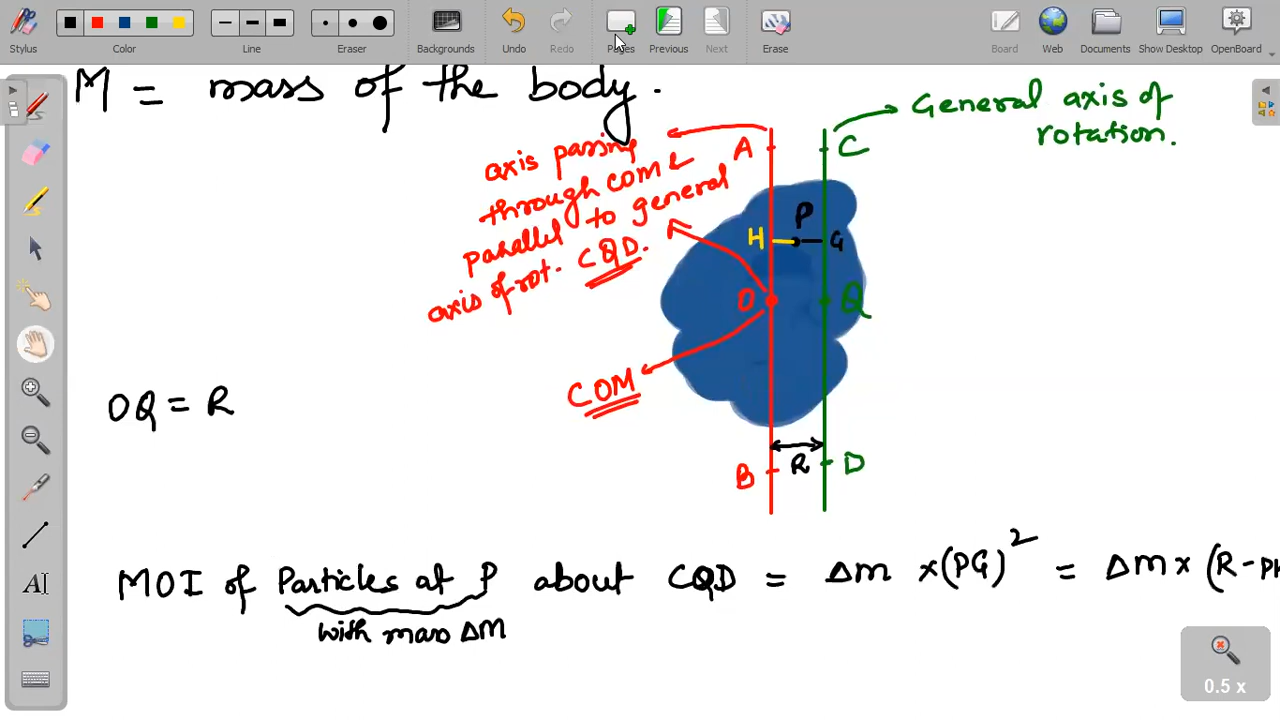 Stylus
Color
Line
Eraser
Backgrounds
Undo
Redo
Pages
Previous
Next
Erase
Board
Web
Documents
Show Desktop
OpenBoard
M = mass of the body.
General axis of
rotation.
axis passing
through COM &
parallel to general
axis of rot. CQD.
A
C
P
H
G
O
Q
COM
OQ = R
B
R
D
MOI of Particles at P about CQD = Δm × (PG)² = Δm × (R-PH
with mass ΔM
0.5 x